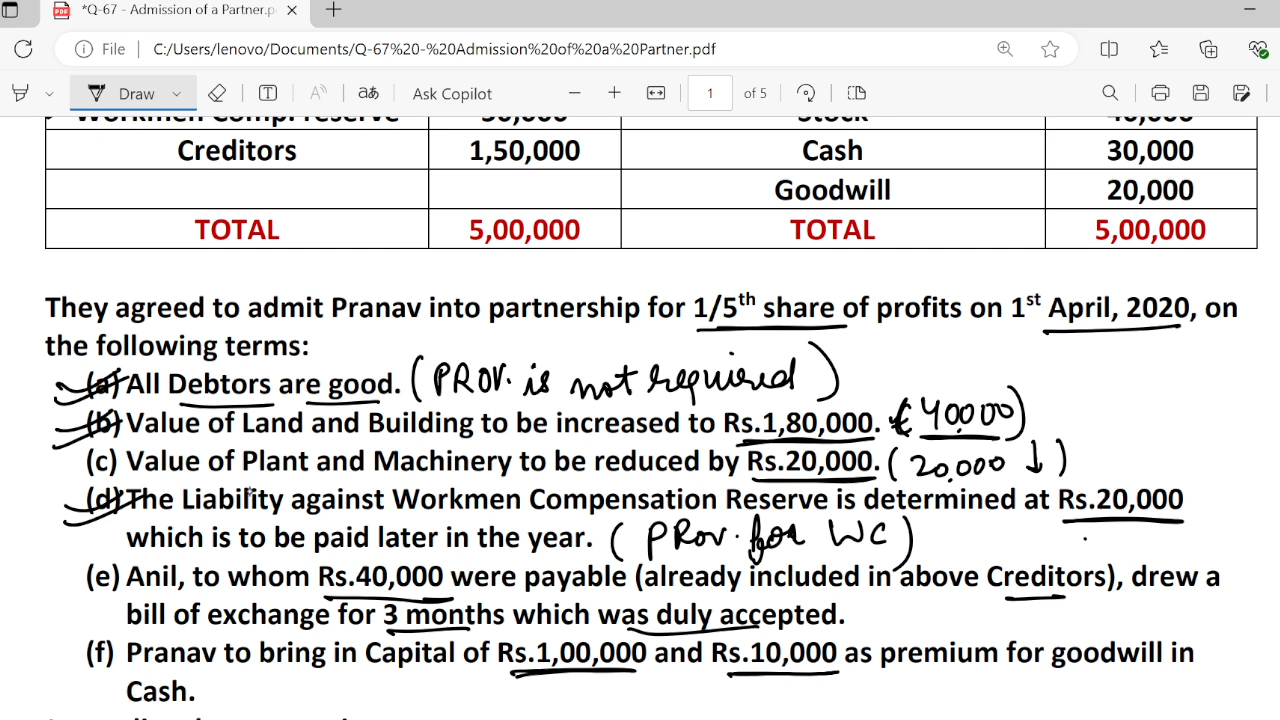 *Q-67 - Admission of a Partner.p
File C:/Users/lenovo/Documents/Q-67%20-%20Admission%20of%20a%20Partner.pdf
Draw Ask Copilot 1 of 5
Workmen Comp. reserve 30,000 Stock 40,000
Creditors 1,50,000 Cash 30,000
Goodwill 20,000
TOTAL 5,00,000 TOTAL 5,00,000
They agreed to admit Pranav into partnership for 1/5th share of profits on 1st April, 2020, on
the following terms:
(a) All Debtors are good. (PROV. is not required)
(b) Value of Land and Building to be increased to Rs.1,80,000. (40,000)
(c) Value of Plant and Machinery to be reduced by Rs.20,000. (20,000 ↓)
(d) The Liability against Workmen Compensation Reserve is determined at Rs.20,000
which is to be paid later in the year. (PROV. for WC)
(e) Anil, to whom Rs.40,000 were payable (already included in above Creditors), drew a
bill of exchange for 3 months which was duly accepted.
(f) Pranav to bring in Capital of Rs.1,00,000 and Rs.10,000 as premium for goodwill in
Cash.